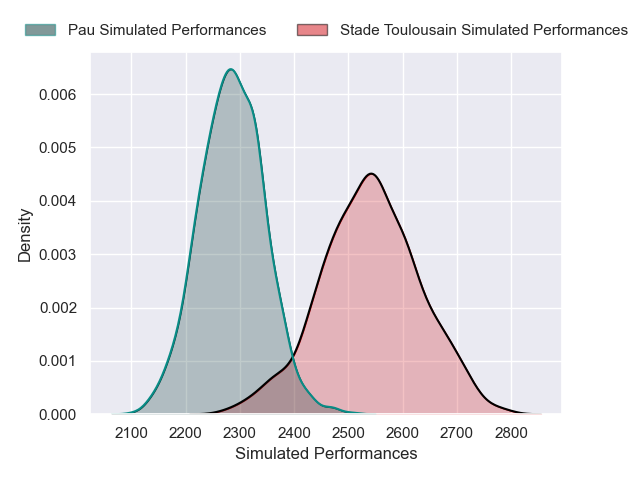 Pau Simulated Performances
Stade Toulousain Simulated Performances
0.006
0.005
0.004
0.003
0.002
0.001
0.000
Density
2100 2200 2300 2400 2500 2600 2700 2800
Simulated Performances